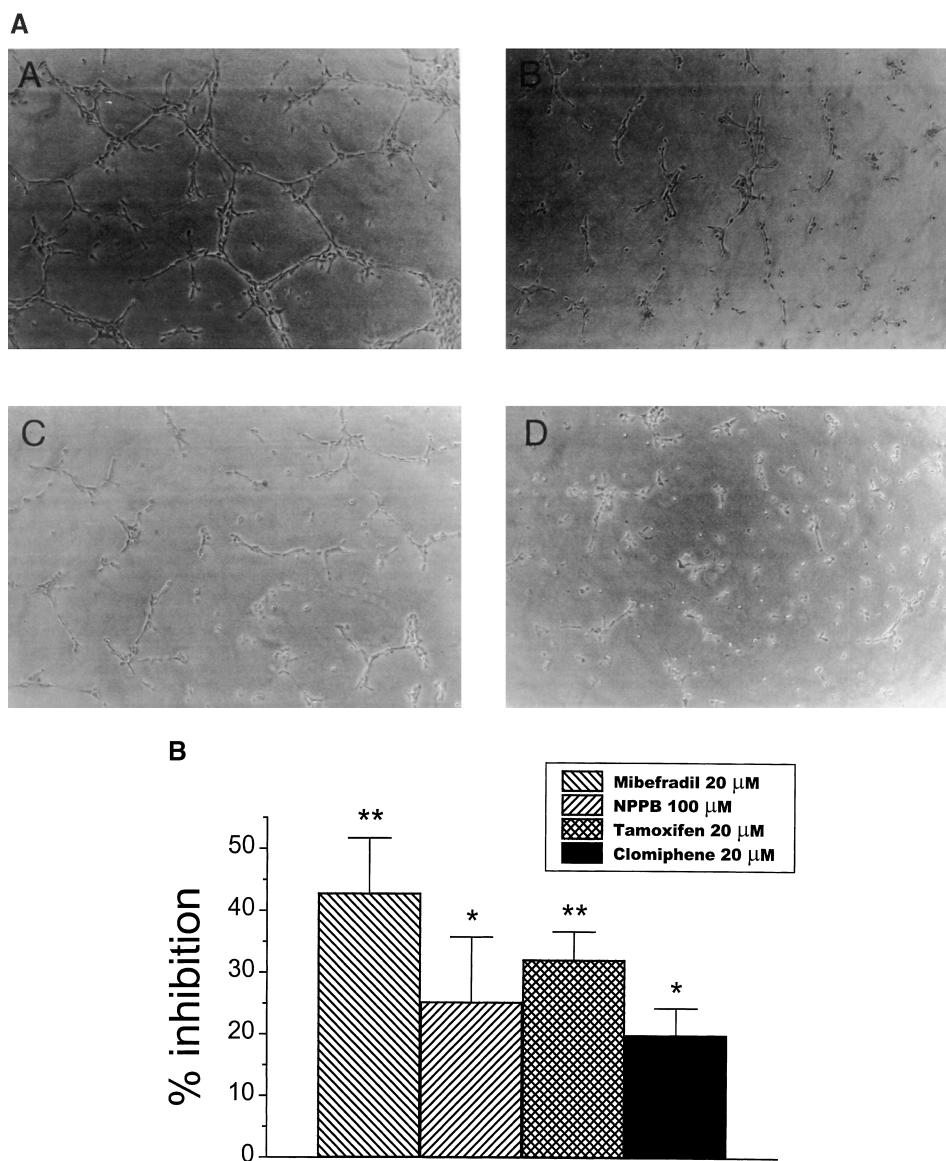 A
A
B
C
D
B
Mibefradil 20 µM
NPPB 100 µM
Tamoxifen 20 µM
Clomiphene 20 µM
% inhibition
50
40
30
20
10
0
**
*
**
*